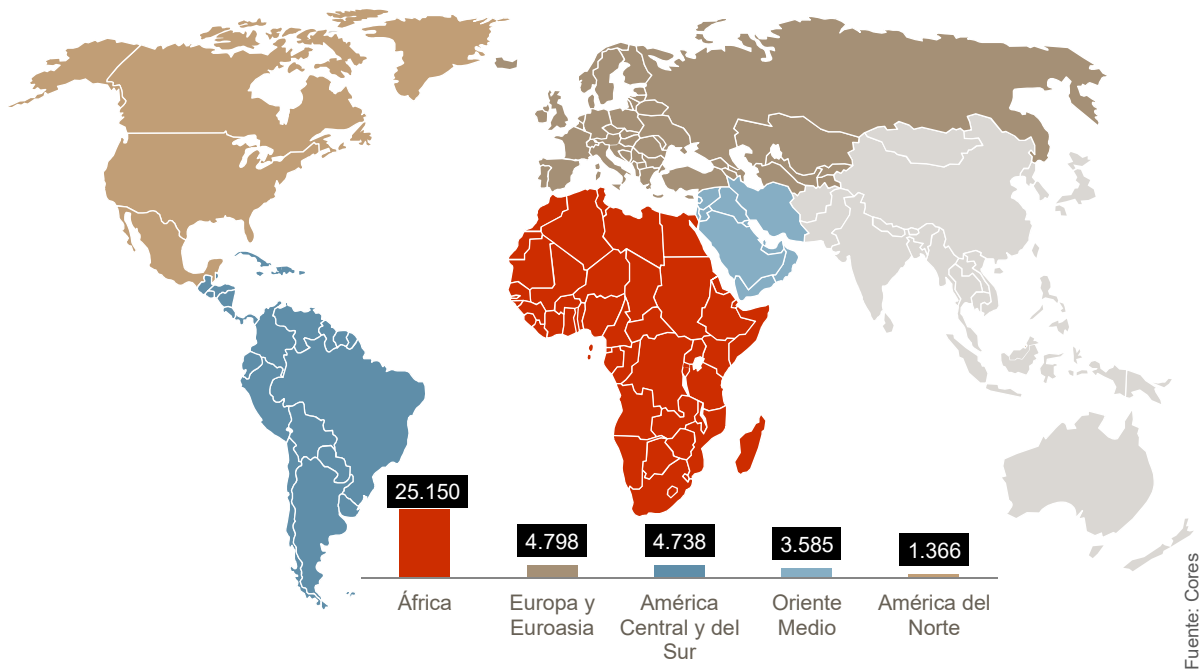 25.150
4.798
4.738
3.585
1.366
África
Europa y
Euroasia
América
Central y del
Sur
Oriente
Medio
América del
Norte
Fuente: Cores